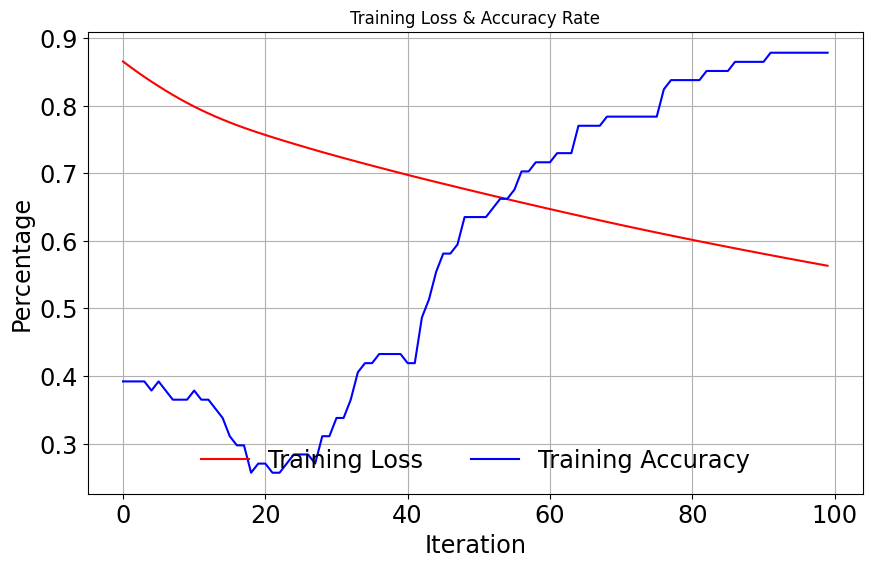 Training Loss & Accuracy Rate
0.9
0.8
0.7
0.6
0.5
0.4
0.3
Percentage
Training Loss
Training Accuracy
0 20 40 60 80 100
Iteration